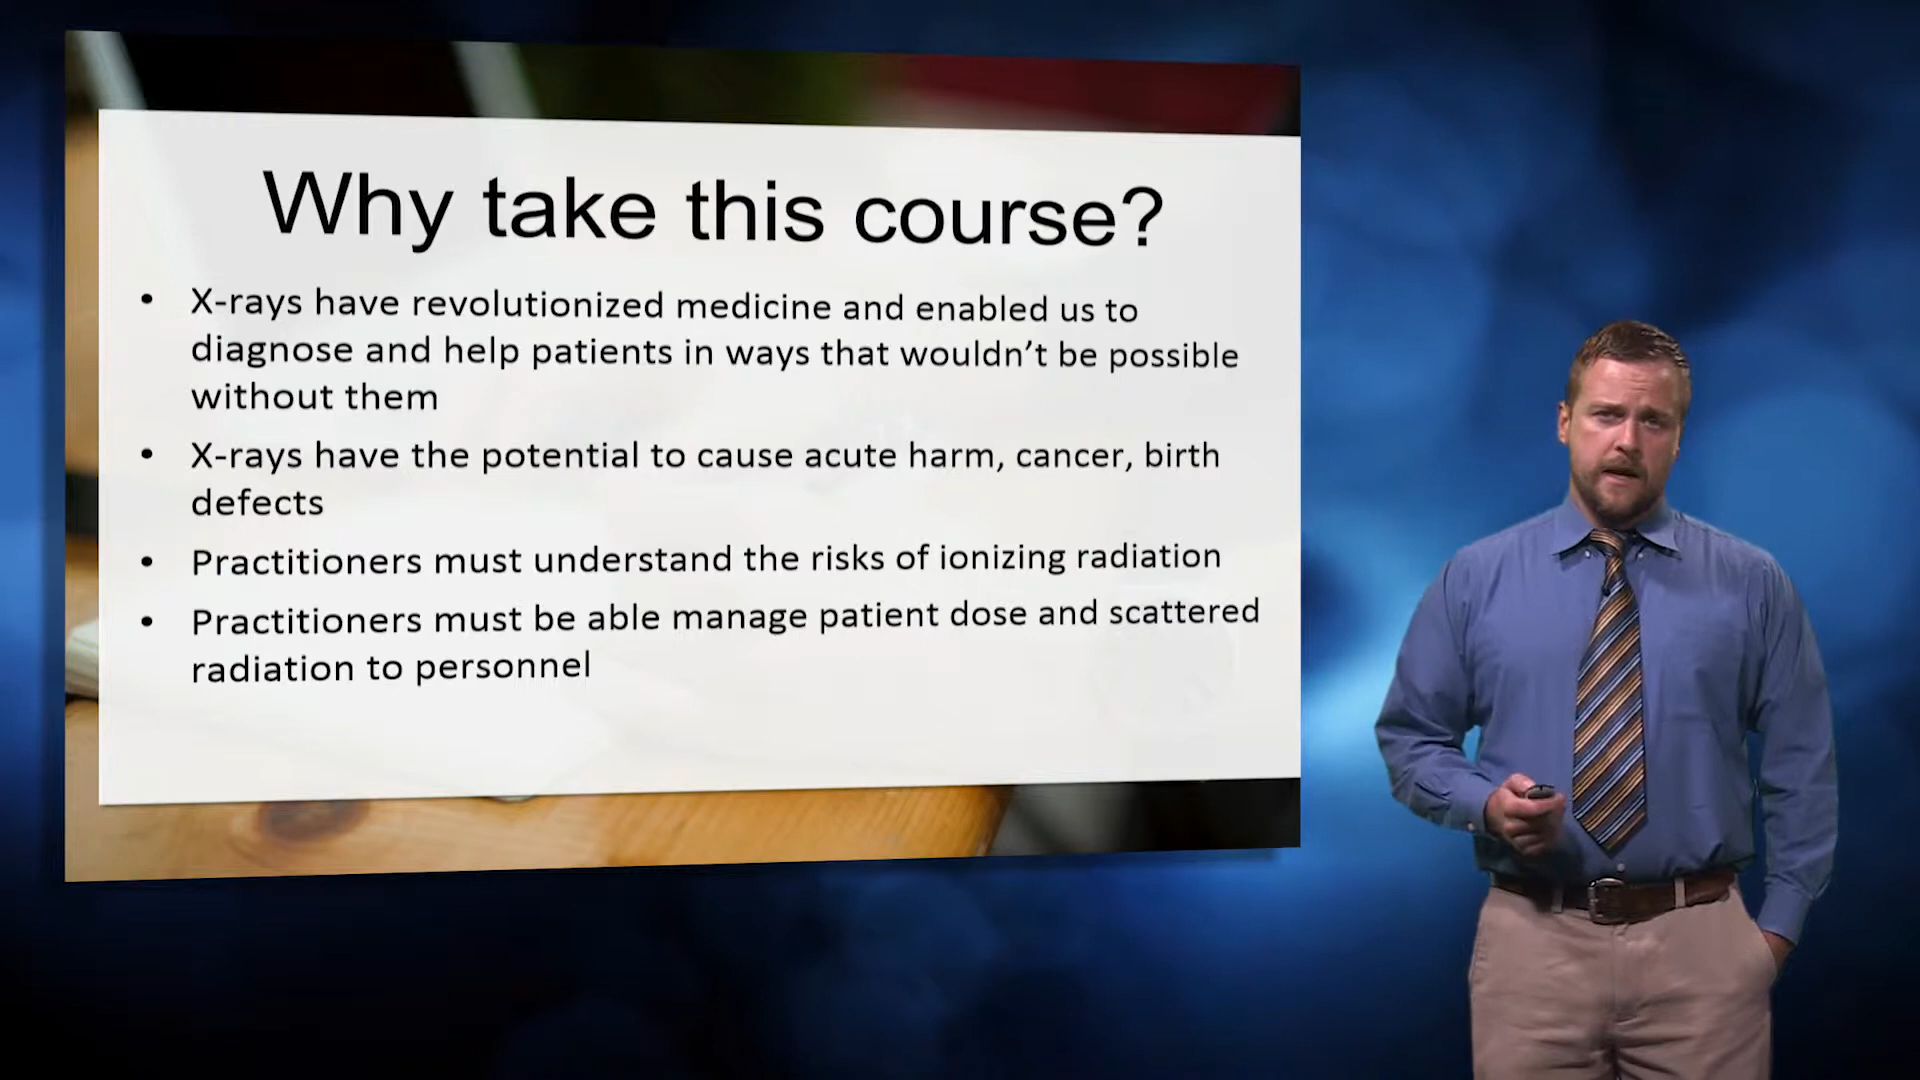 Why take this course?
• X-rays have revolutionized medicine and enabled us to
diagnose and help patients in ways that wouldn’t be possible
without them
• X-rays have the potential to cause acute harm, cancer, birth
defects
• Practitioners must understand the risks of ionizing radiation
• Practitioners must be able manage patient dose and scattered
radiation to personnel